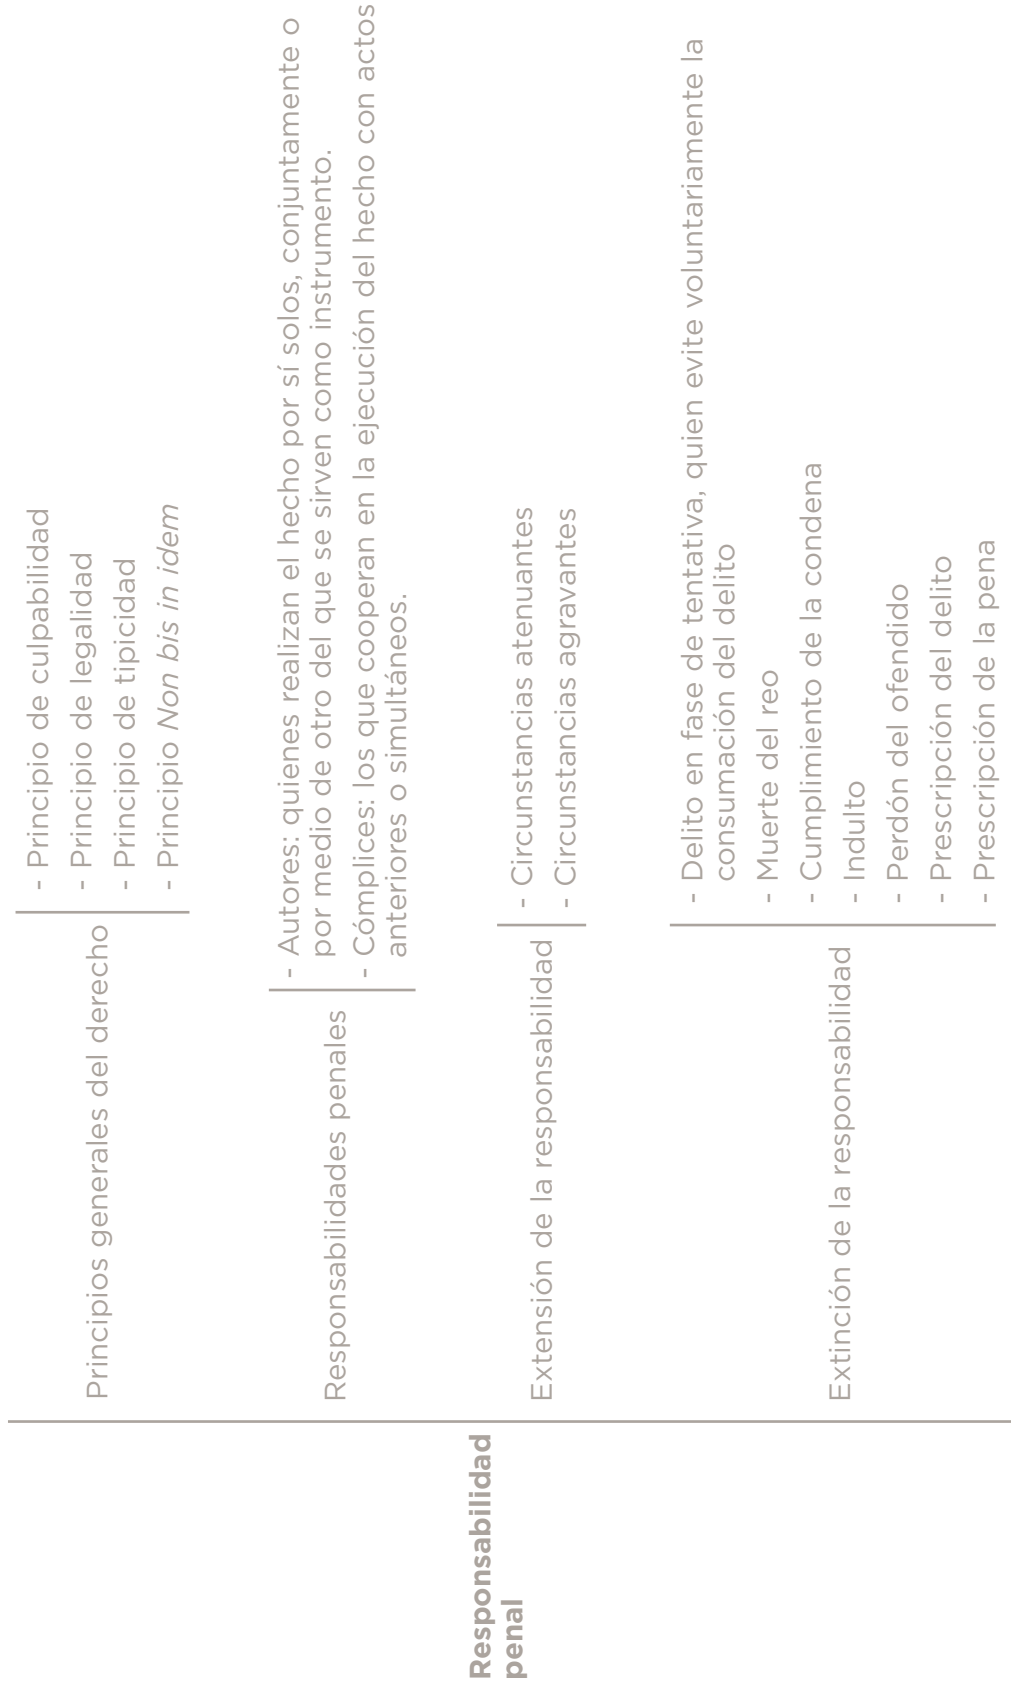 Responsabilidad
penal
Principios generales del derecho
- Principio de culpabilidad
- Principio de legalidad
- Principio de tipicidad
- Principio Non bis in idem
Responsabilidades penales
- Autores: quienes realizan el hecho por sí solos, conjuntamente o
por medio de otro del que se sirven como instrumento.
- Cómplices: los que cooperan en la ejecución del hecho con actos
anteriores o simultáneos.
Extensión de la responsabilidad
- Circunstancias atenuantes
- Circunstancias agravantes
Extinción de la responsabilidad
- Delito en fase de tentativa, quien evite voluntariamente la
consumación del delito
- Muerte del reo
- Cumplimiento de la condena
- Indulto
- Perdón del ofendido
- Prescripción del delito
- Prescripción de la pena